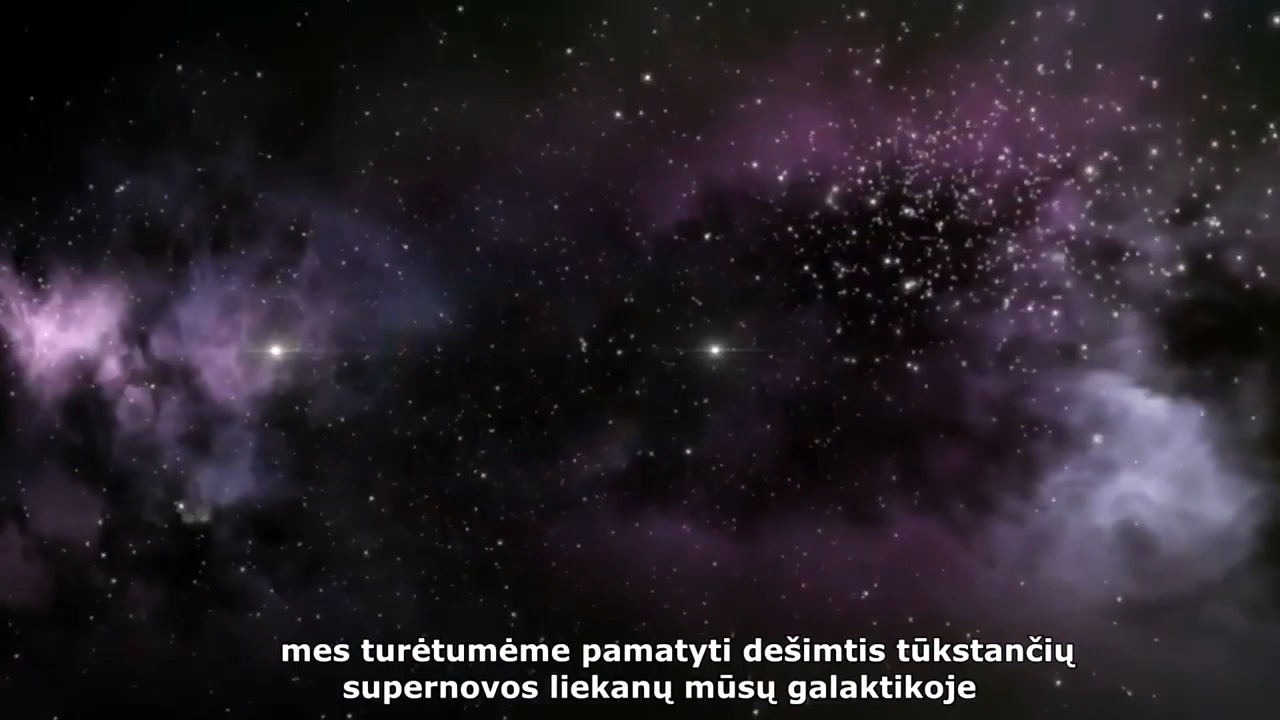 mes turėtumėme pamatyti dešimtis tūkstančių
supernovos liekanų mūsų galaktikoje